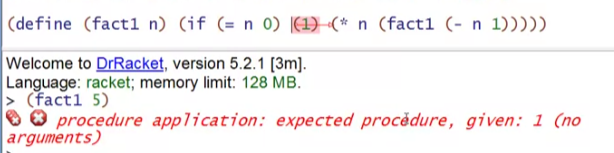 (define (fact1 n) (if (= n 0) (1) (* n (fact1 (- n 1)))))
Welcome to DrRacket, version 5.2.1 [3m].
Language: racket; memory limit: 128 MB.
> (fact1 5)
procedure application: expected procedure, given: 1 (no
arguments)